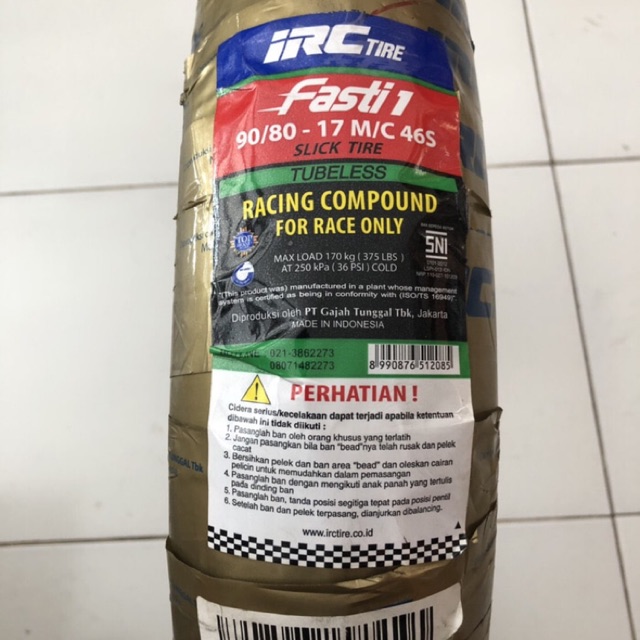 IRC TIRE
Fasti 1
90/80 - 17 M/C 46S
SLICK TIRE
TUBELESS
RACING COMPOUND
FOR RACE ONLY
TOP
MAX LOAD 170 kg ( 375 LBS )
AT 250 kPa ( 36 PSI ) COLD
SNI
"(This product was) manufactured in a plant whose management
system is certified as being in conformity with (ISO/TS 16949)".
Diproduksi oleh PT Gajah Tunggal Tbk, Jakarta
MADE IN INDONESIA
021-3862273
08071482273
8 990876 512085
PERHATIAN !
Cidera serius/kecelakaan dapat terjadi apabila ketentuan
dibawah ini tidak diikuti :
1. Pasanglah ban oleh orang khusus yang terlatih
2. Jangan pasangkan bila ban "bead"nya telah rusak dan pelek
cacat
3. Bersihkan pelek dan ban area "bead" dan oleskan cairan
pelicin untuk memudahkan dalam pemasangan
4. Pasanglah ban dengan mengikuti anak panah yang tertulis
pada dinding ban
5. Pasanglah ban, tanda posisi segitiga tepat pada posisi pentil
6. Setelah ban dan pelek terpasang, dianjurkan dibalancing.
www.irctire.co.id
NGGAL Tbk